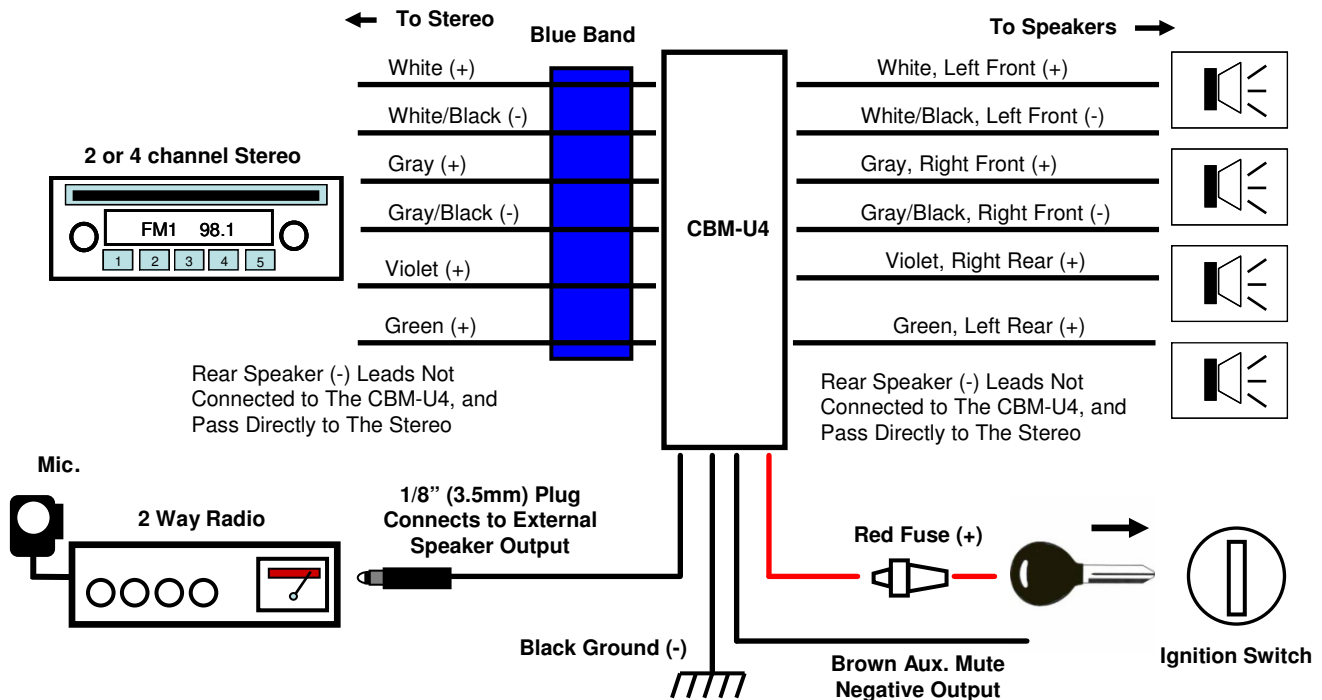 To Stereo
To Speakers
Blue Band
White (+)
White/Black (-)
Gray (+)
Gray/Black (-)
Violet (+)
Green (+)
White, Left Front (+)
White/Black, Left Front (-)
Gray, Right Front (+)
Gray/Black, Right Front (-)
Violet, Right Rear (+)
Green, Left Rear (+)
2 or 4 channel Stereo
FM1 98.1
1 2 3 4 5
CBM-U4
Rear Speaker (-) Leads Not
Connected to The CBM-U4, and
Pass Directly to The Stereo
Rear Speaker (-) Leads Not
Connected to The CBM-U4, and
Pass Directly to The Stereo
Mic.
2 Way Radio
1/8” (3.5mm) Plug
Connects to External
Speaker Output
Red Fuse (+)
Black Ground (-)
Brown Aux. Mute
Negative Output
Ignition Switch